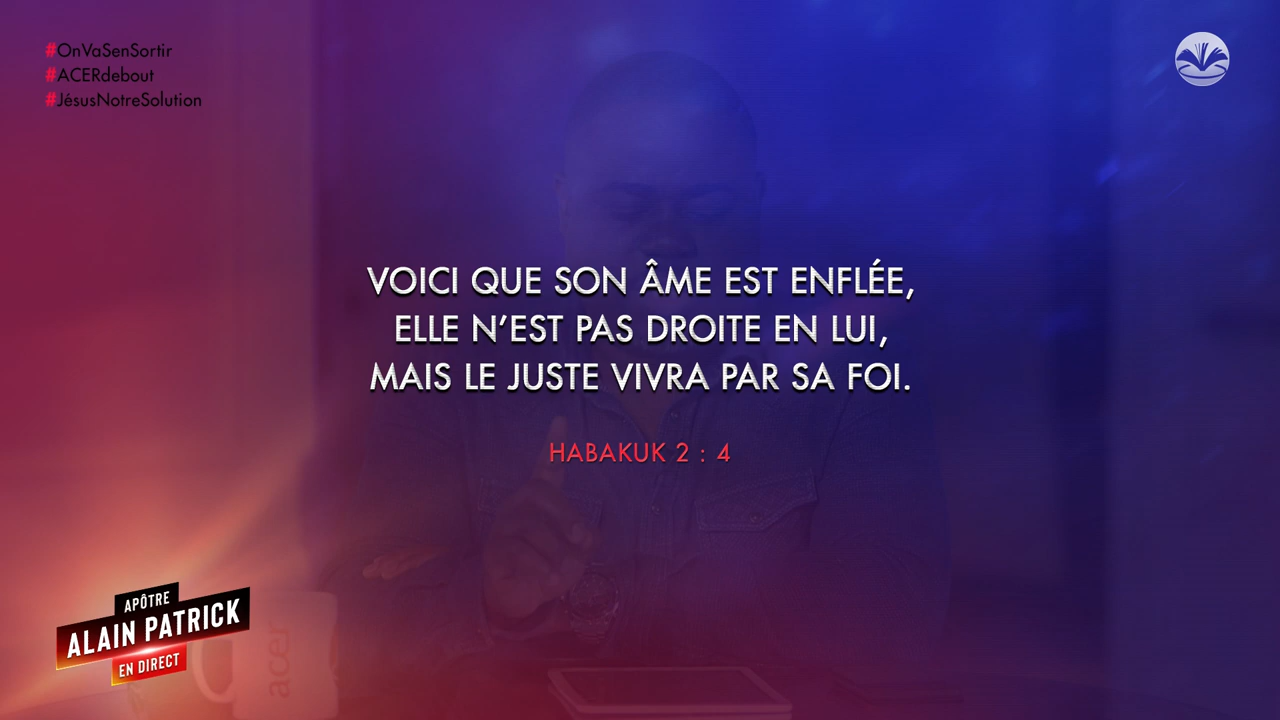 #OnVaSenSortir
#ACERdebout
#JésusNotreSolution
VOICI QUE SON ÂME EST ENFLÉE,
ELLE N'EST PAS DROITE EN LUI,
MAIS LE JUSTE VIVRA PAR SA FOI.
HABAKUK 2 : 4
APÔTRE
ALAIN PATRICK
EN DIRECT
acer